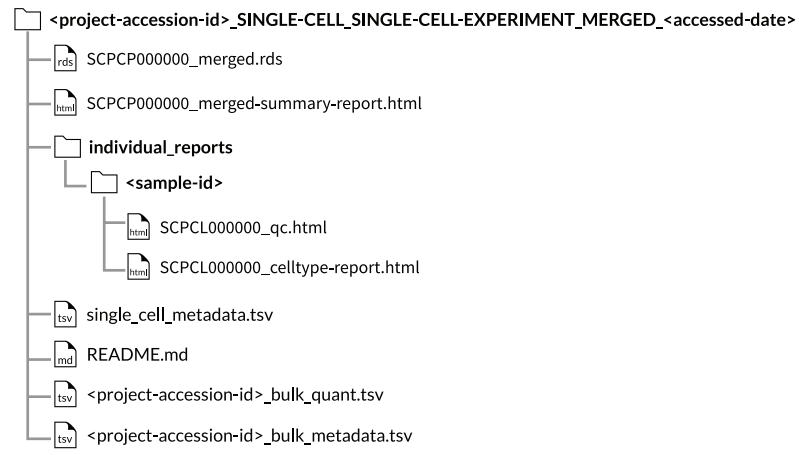 <project-accession-id>_SINGLE-CELL_SINGLE-CELL-EXPERIMENT_MERGED_<accessed-date>
rds SCPCP000000_merged.rds
html SCPCP000000_merged-summary-report.html
individual_reports
<sample-id>
html SCPCL000000_qc.html
html SCPCL000000_celltype-report.html
tsv single_cell_metadata.tsv
md README.md
tsv <project-accession-id>_bulk_quant.tsv
tsv <project-accession-id>_bulk_metadata.tsv